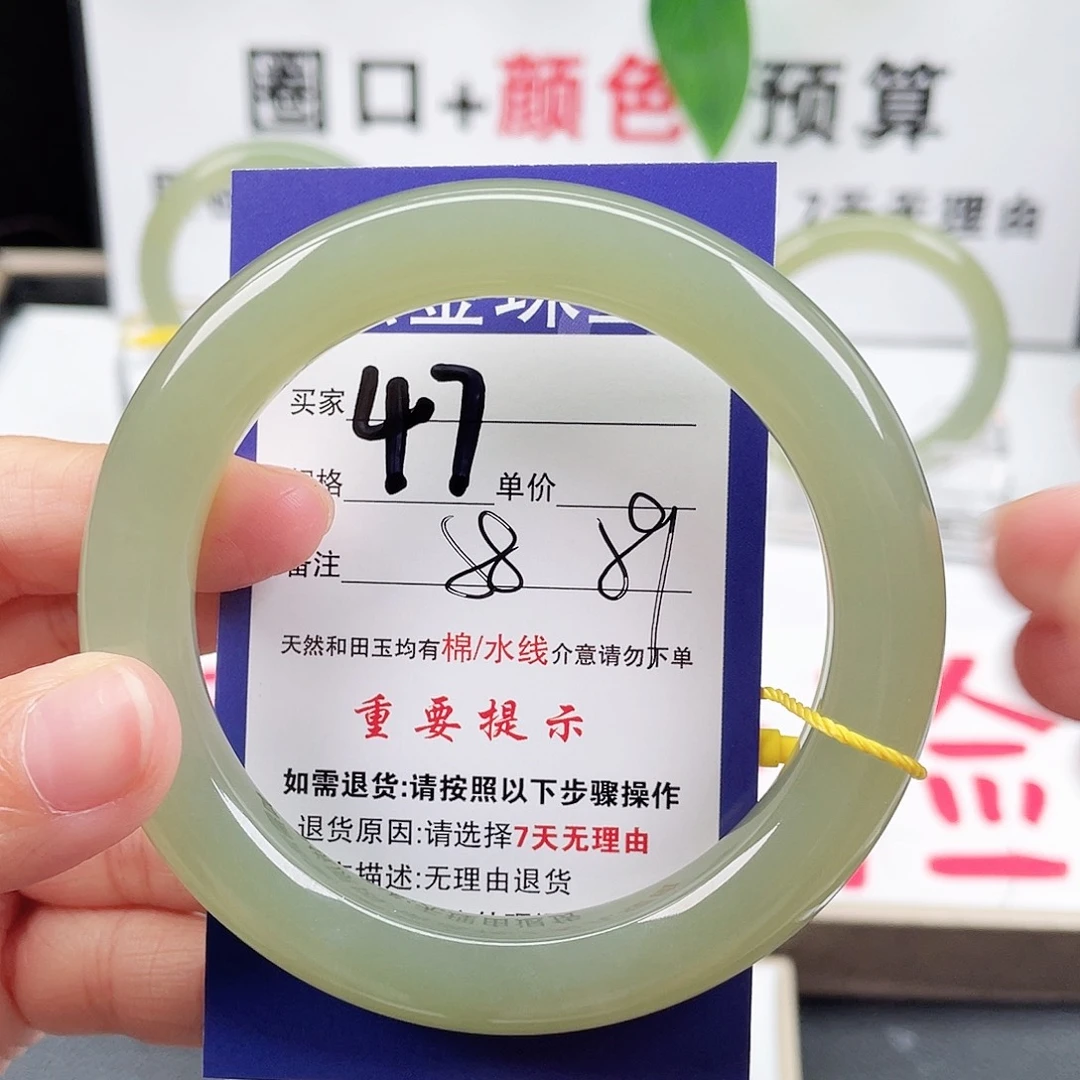 圈口+颜色 预算
7天无理由
买家 47
规格 单价
备注 88 89
天然和田玉均有棉/水线介意请勿下单
重要提示
如需退货:请按照以下步骤操作
退货原因:请选择7天无理由
描述:无理由退货